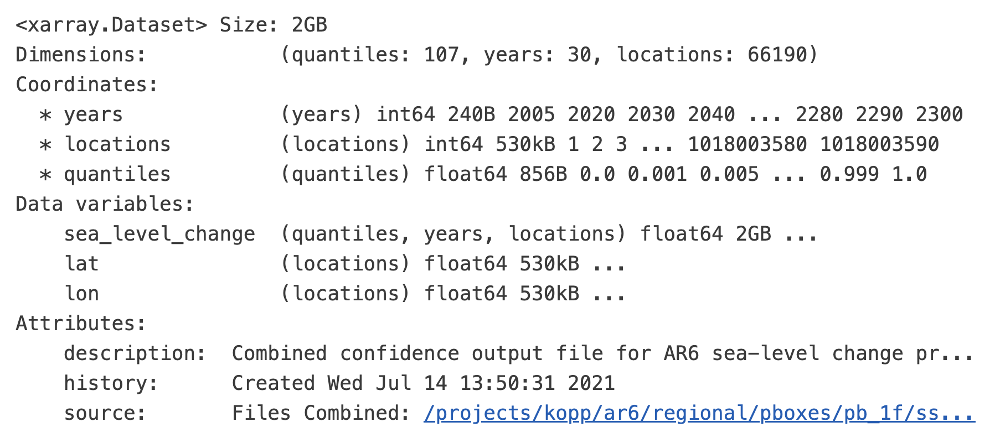 <xarray.Dataset> Size: 2GB
Dimensions:           (quantiles: 107, years: 30, locations: 66190)
Coordinates:
  * years             (years) int64 240B 2005 2020 2030 2040 ... 2280 2290 2300
  * locations         (locations) int64 530kB 1 2 3 ... 1018003580 1018003590
  * quantiles         (quantiles) float64 856B 0.0 0.001 0.005 ... 0.999 1.0
Data variables:
    sea_level_change  (quantiles, years, locations) float64 2GB ...
    lat               (locations) float64 530kB ...
    lon               (locations) float64 530kB ...
Attributes:
    description:  Combined confidence output file for AR6 sea-level change pr...
    history:      Created Wed Jul 14 13:50:31 2021
    source:       Files Combined: /projects/kopp/ar6/regional/pboxes/pb_1f/ss...